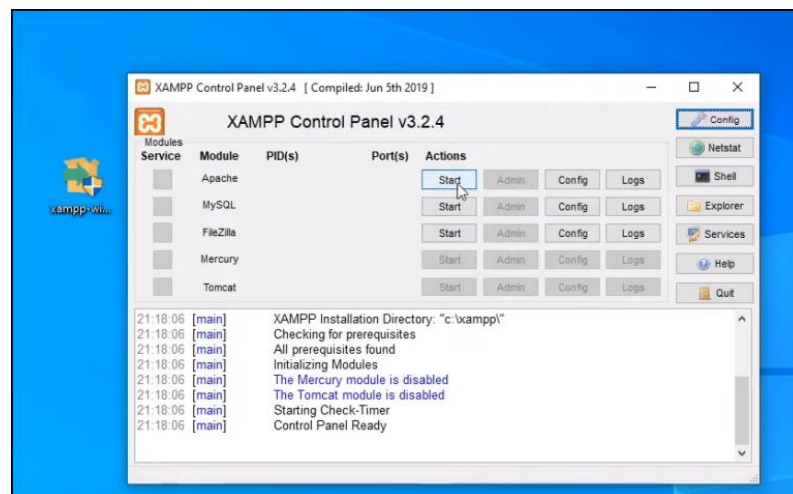 XAMPP Control Panel v3.2.4 [ Compiled: Jun 5th 2019 ]
XAMPP Control Panel v3.2.4
Config
Modules
Service Module PID(s) Port(s) Actions
Netstat
Apache Start Admin Config Logs
Shell
MySQL Start Admin Config Logs
Explorer
FileZilla Start Admin Config Logs
Services
Mercury Start Admin Config Logs
Help
Tomcat Start Admin Config Logs
Quit
xampp-wi...
21:18:06 [main] XAMPP Installation Directory: "c:\xampp\"
21:18:06 [main] Checking for prerequisites
21:18:06 [main] All prerequisites found
21:18:06 [main] Initializing Modules
21:18:06 [main] The Mercury module is disabled
21:18:06 [main] The Tomcat module is disabled
21:18:06 [main] Starting Check-Timer
21:18:06 [main] Control Panel Ready